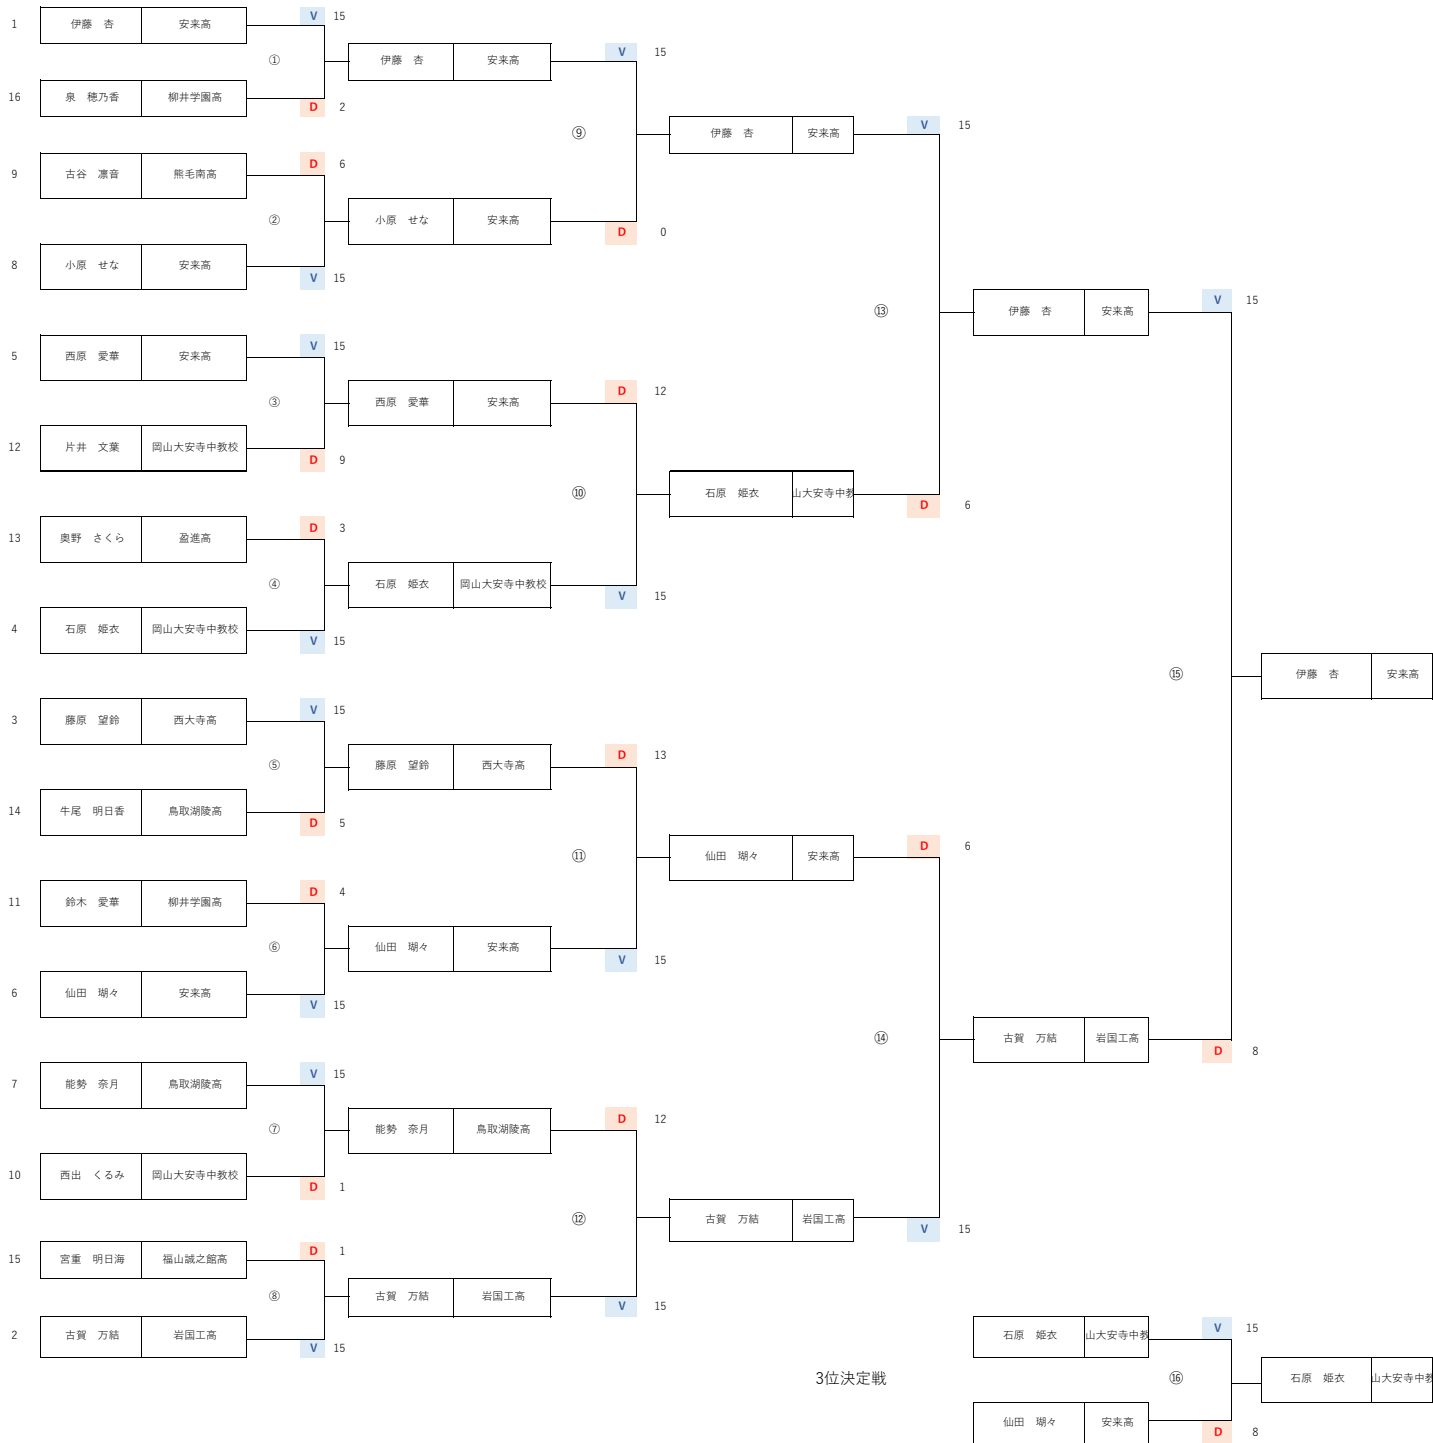 1 伊藤 杏 安来高 V 15
①
伊藤 杏 安来高 V 15
16 泉 穂乃香 柳井学園高 D 2
⑨
伊藤 杏 安来高 V 15
9 古谷 凛音 熊毛南高 D 6
②
小原 せな 安来高 D 0
8 小原 せな 安来高 V 15
⑬
伊藤 杏 安来高 V 15
5 西原 愛華 安来高 V 15
③
西原 愛華 安来高 D 12
12 片井 文葉 岡山大安寺中教校 D 9
⑩
石原 姫衣 山大安寺中教 D 6
13 奥野 さくら 盈進高 D 3
④
石原 姫衣 岡山大安寺中教校 V 15
4 石原 姫衣 岡山大安寺中教校 V 15
⑮
伊藤 杏 安来高
3 藤原 望鈴 西大寺高 V 15
⑤
藤原 望鈴 西大寺高 D 13
14 牛尾 明日香 鳥取湖陵高 D 5
⑪
仙田 瑚々 安来高 D 6
11 鈴木 愛華 柳井学園高 D 4
⑥
仙田 瑚々 安来高 V 15
6 仙田 瑚々 安来高 V 15
⑭
古賀 万結 岩国工高 D 8
7 能勢 奈月 鳥取湖陵高 V 15
⑦
能勢 奈月 鳥取湖陵高 D 12
10 西出 くるみ 岡山大安寺中教校 D 1
⑫
古賀 万結 岩国工高 V 15
15 宮重 明日海 福山誠之館高 D 1
⑧
古賀 万結 岩国工高 V 15
2 古賀 万結 岩国工高 V 15
3位決定戦
石原 姫衣 山大安寺中教 V 15
⑯
石原 姫衣 山大安寺中教
仙田 瑚々 安来高 D 8